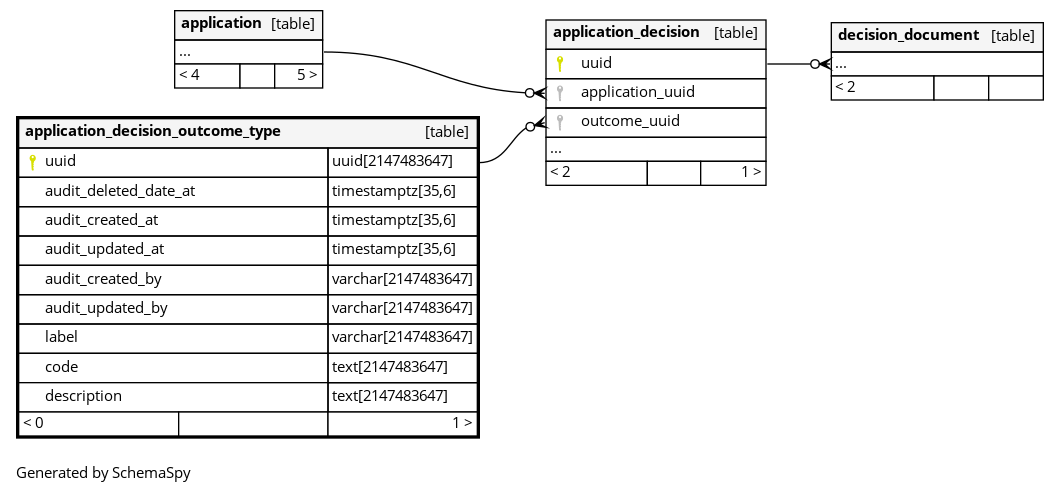 application [table]
...
< 4 5 >
application_decision [table]
uuid
application_uuid
outcome_uuid
...
< 2 1 >
decision_document [table]
...
< 2
application_decision_outcome_type [table]
uuid uuid[2147483647]
audit_deleted_date_at timestamptz[35,6]
audit_created_at timestamptz[35,6]
audit_updated_at timestamptz[35,6]
audit_created_by varchar[2147483647]
audit_updated_by varchar[2147483647]
label varchar[2147483647]
code text[2147483647]
description text[2147483647]
< 0 1 >
Generated by SchemaSpy